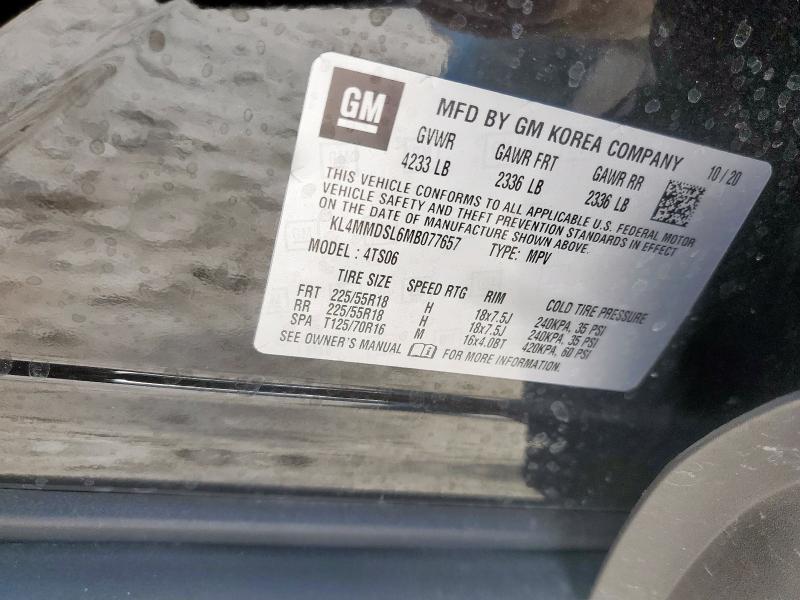 GM
MFD BY GM KOREA COMPANY 10/20
GVWR GAWR FRT GAWR RR
4233 LB 2336 LB 2336 LB
THIS VEHICLE CONFORMS TO ALL APPLICABLE U.S. FEDERAL MOTOR
VEHICLE SAFETY AND THEFT PREVENTION STANDARDS IN EFFECT
ON THE DATE OF MANUFACTURE SHOWN ABOVE.
KL4MMDSL6MB077657 TYPE: MPV
MODEL : 4TS06
TIRE SIZE SPEED RTG RIM COLD TIRE PRESSURE
FRT 225/55R18 H 18x7.5J 240KPA, 35 PSI
RR 225/55R18 H 18x7.5J 240KPA, 35 PSI
SPA T125/70R16 M 16x4.0BT 420KPA, 60 PSI
SEE OWNER'S MANUAL FOR MORE INFORMATION.